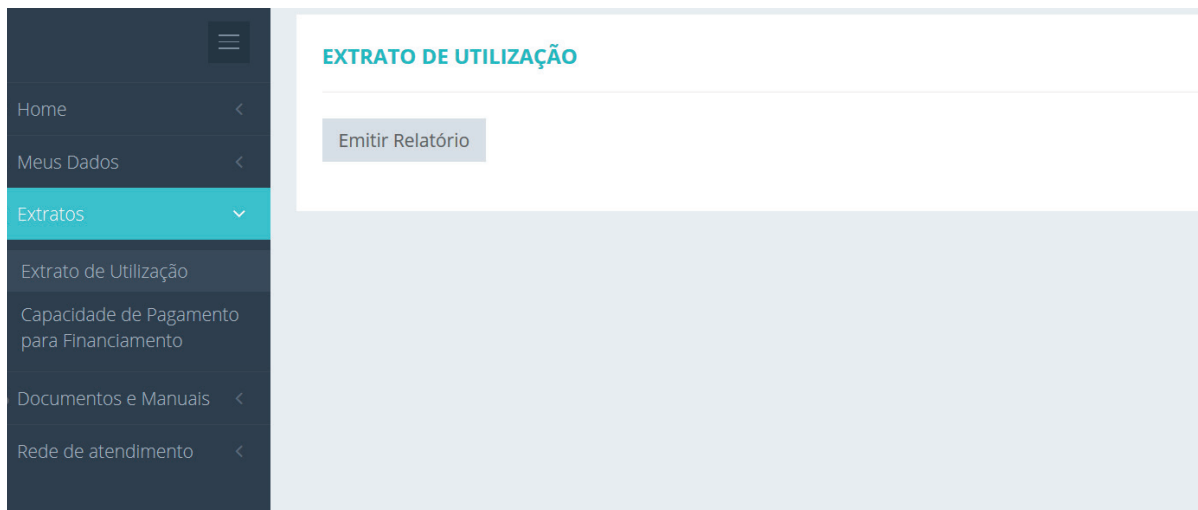 Home
Meus Dados
Extratos
Extrato de Utilização
Capacidade de Pagamento
para Financiamento
Documentos e Manuais
Rede de atendimento
EXTRATO DE UTILIZAÇÃO
Emitir Relatório